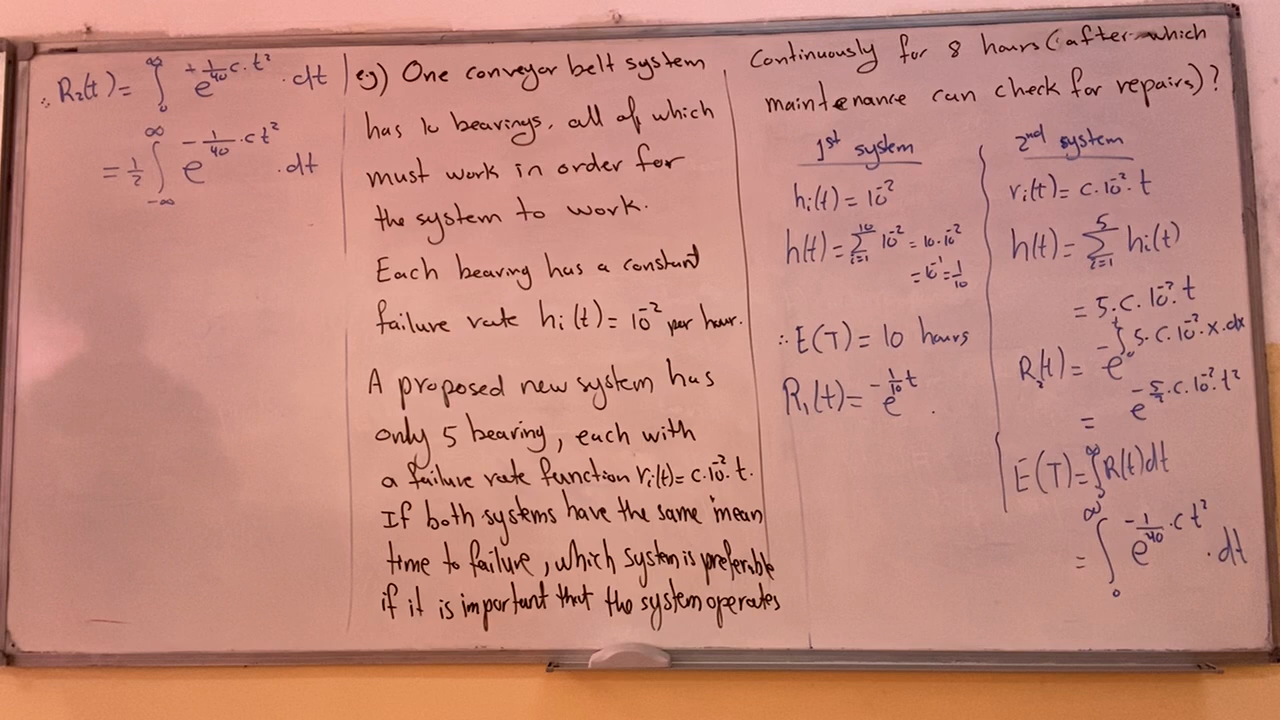 ∴ R₂(t) = ∫₀^∞ e^(+1/40 c.t²) . dt
= 1/2 ∫_{-∞}^∞ e^(-1/40 .c t²) . dt
e.g) One conveyor belt system
has 10 bearings, all of which
must work in order for
the system to work.
Each bearing has a constant
failure rate hᵢ(t) = 10⁻² per hour.
A proposed new system has
only 5 bearing, each with
a failure rate function rᵢ(t) = c.10⁻².t.
If both systems have the same mean
time to failure, which system is preferable
if it is important that the system operates
Continuously for 8 hours (after which
maintenance can check for repairs)?
1st system
hᵢ(t) = 10⁻²
h(t) = Σ_{i=1}^{10} 10⁻² = 10.10⁻²
= 10⁻¹ = 1/10
∴ E(T) = 10 hours
R₁(t) = e^(-1/10 t) .
2nd system
rᵢ(t) = c.10⁻².t
h(t) = Σ_{i=1}^{5} hᵢ(t)
= 5.c.10⁻².t
R₂(t) = e^(-∫₀^t 5.c.10⁻².x.dx)
= e^(-5/2.c.10⁻².t²)
E(T) = ∫₀^∞ R(t)dt
= ∫₀^∞ e^(-1/40 .c t²) . dt